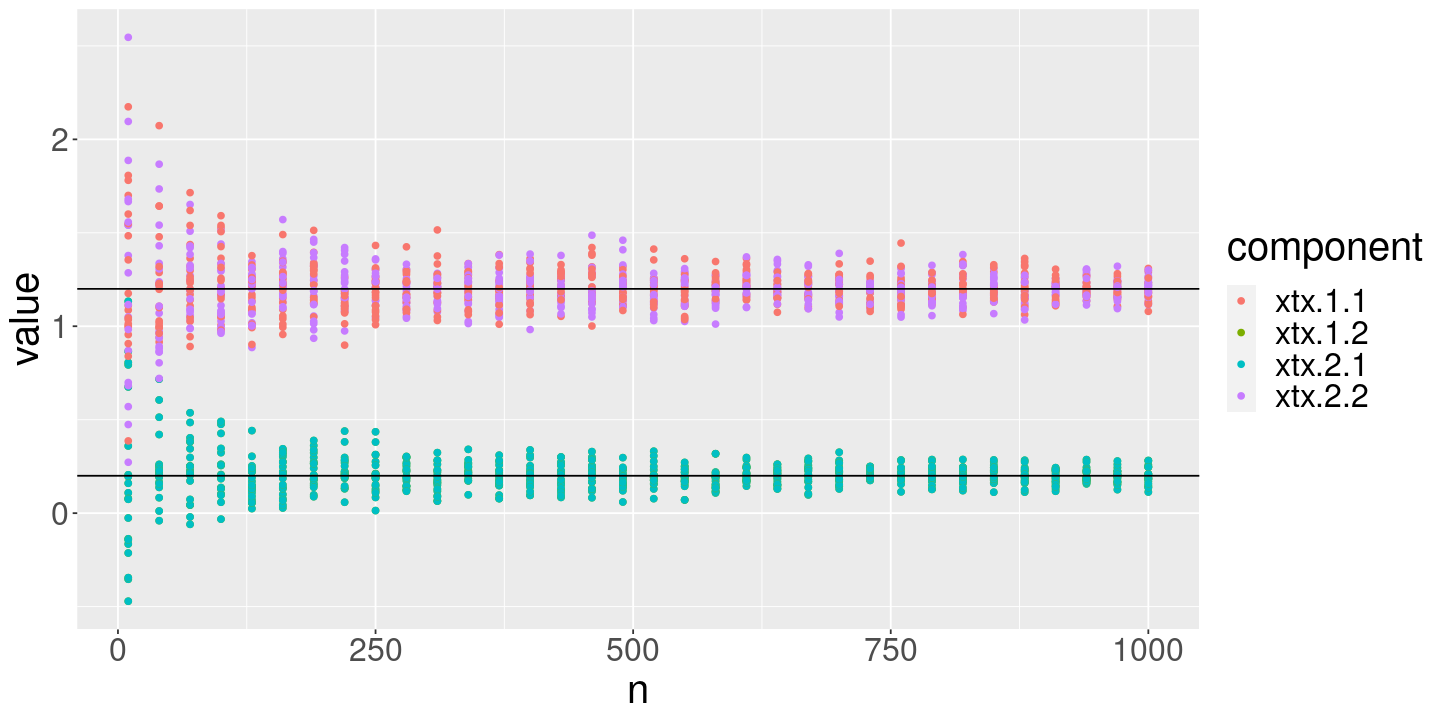 2
1
0
value
0
250
500
750
1000
n
component
xtx.1.1
xtx.1.2
xtx.2.1
xtx.2.2